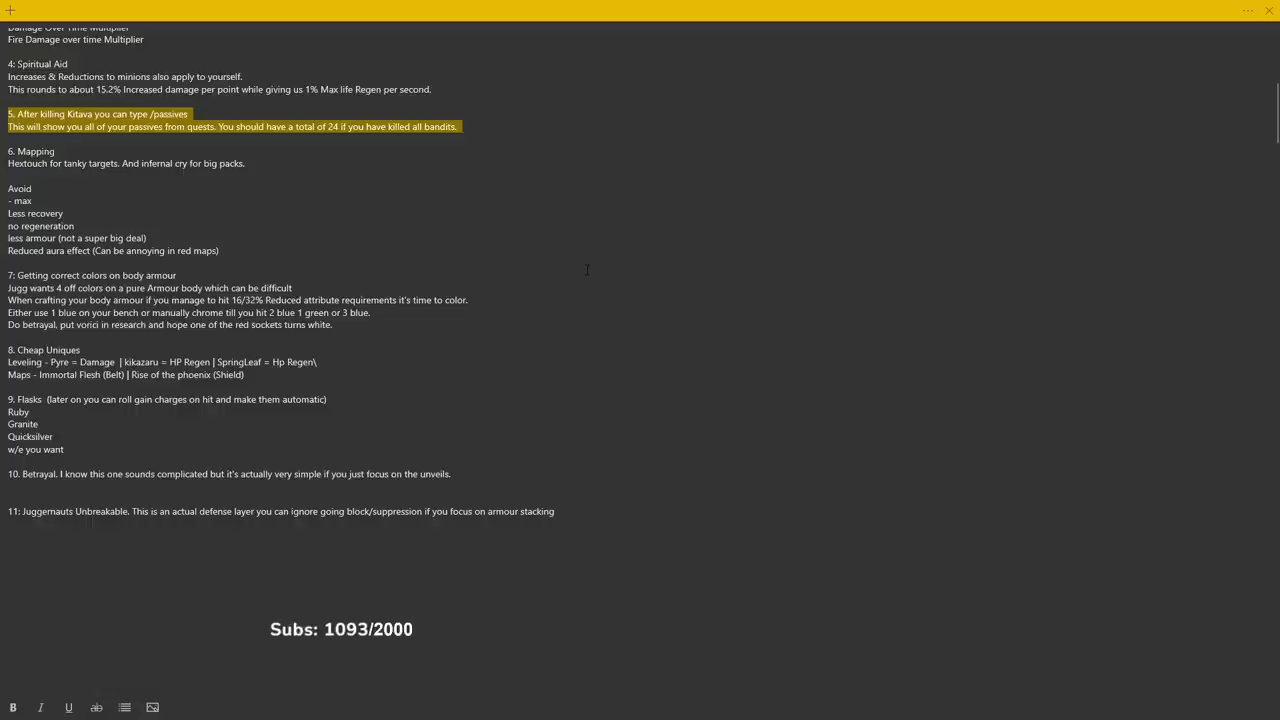 Damage Over Time Multiplier
Fire Damage over time Multiplier
4: Spiritual Aid
Increases & Reductions to minions also apply to yourself.
This rounds to about 15.2% Increased damage per point while giving us 1% Max life Regen per second.
5. After killing Kitava you can type /passives
This will show you all of your passives from quests. You should have a total of 24 if you have killed all bandits.
6. Mapping
Hextouch for tanky targets. And infernal cry for big packs.
Avoid
- max
Less recovery
no regeneration
less armour (not a super big deal)
Reduced aura effect (Can be annoying in red maps)
7: Getting correct colors on body armour
Jugg wants 4 off colors on a pure Armour body which can be difficult
When crafting your body armour if you manage to hit 16/32% Reduced attribute requirements it's time to color.
Either use 1 blue on your bench or manually chrome till you hit 2 blue 1 green or 3 blue.
Do betrayal, put vorici in research and hope one of the red sockets turns white.
8. Cheap Uniques
Leveling - Pyre = Damage | kikazaru = HP Regen | SpringLeaf = Hp Regen\
Maps - Immortal Flesh (Belt) | Rise of the phoenix (Shield)
9. Flasks (later on you can roll gain charges on hit and make them automatic)
Ruby
Granite
Quicksilver
w/e you want
10. Betrayal. I know this one sounds complicated but it's actually very simple if you just focus on the unveils.
11: Juggernauts Unbreakable. This is an actual defense layer you can ignore going block/suppression if you focus on armour stacking
Subs: 1093/2000
B I U ab